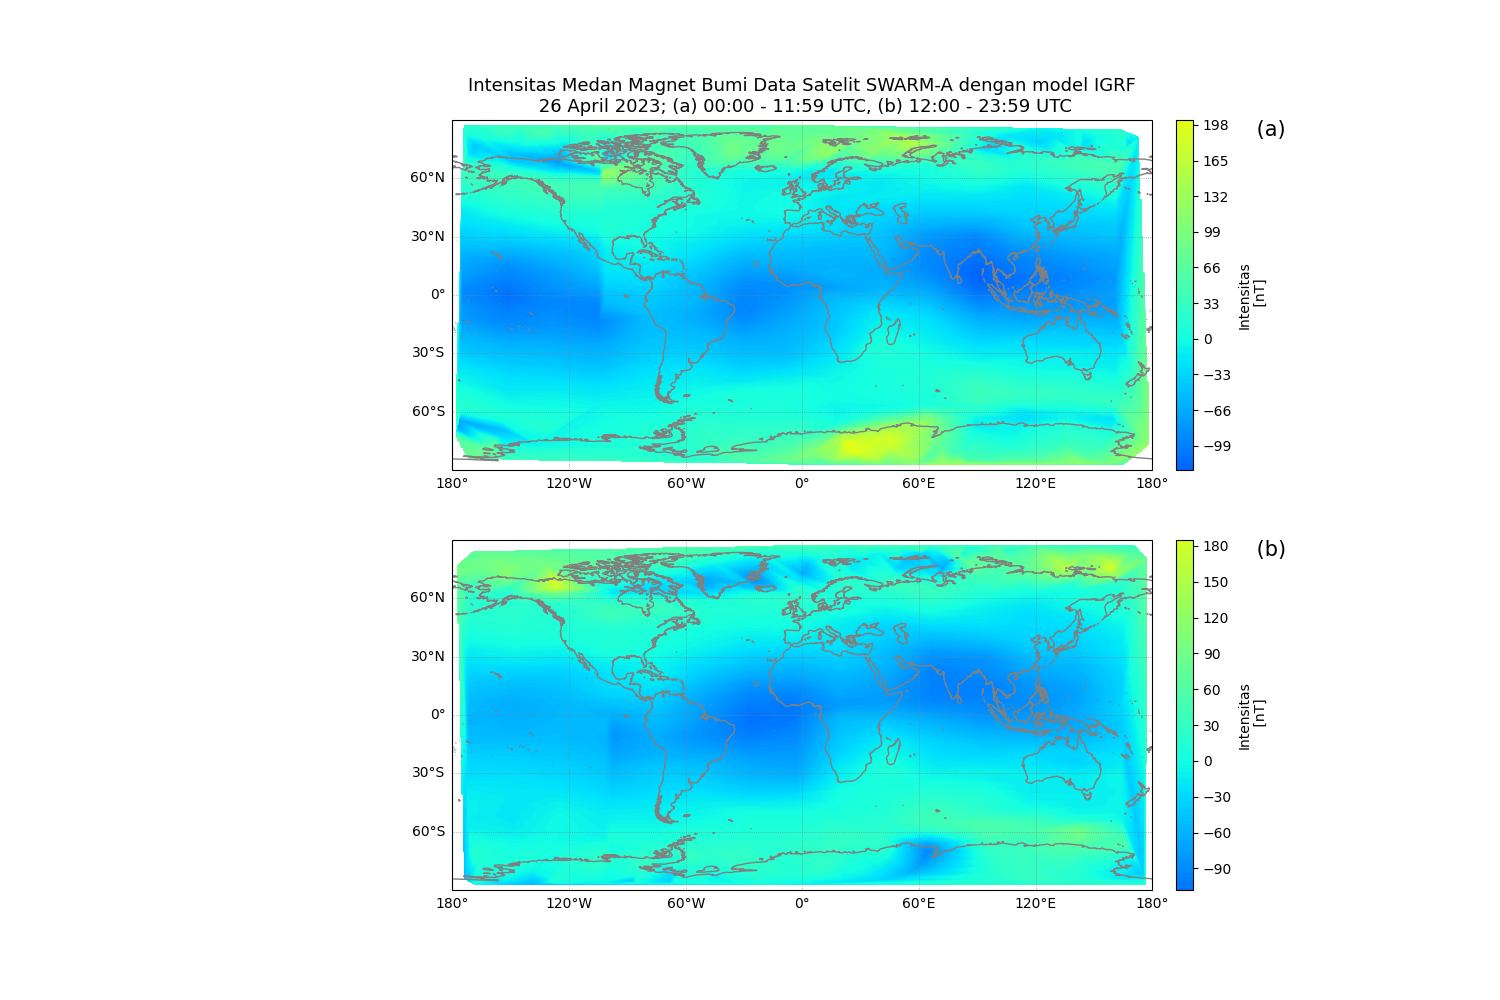 Intensitas Medan Magnet Bumi Data Satelit SWARM-A dengan model IGRF
26 April 2023; (a) 00:00 - 11:59 UTC, (b) 12:00 - 23:59 UTC
(a)
60°N
30°N
0°
30°S
60°S
180°
120°W
60°W
0°
60°E
120°E
180°
198
165
132
99
66
33
0
−33
−66
−99
Intensitas
[nT]
(b)
60°N
30°N
0°
30°S
60°S
180°
120°W
60°W
0°
60°E
120°E
180°
180
150
120
90
60
30
0
−30
−60
−90
Intensitas
[nT]